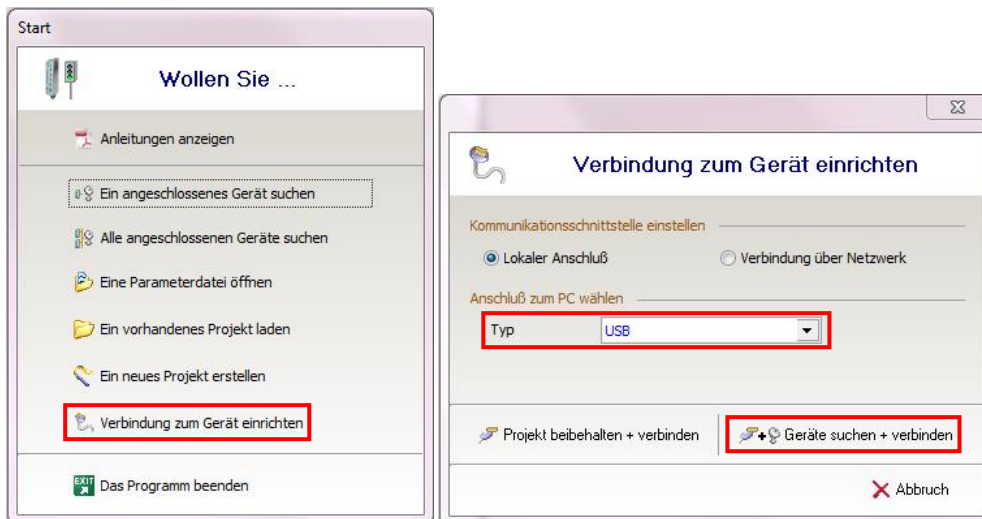 Start
Wollen Sie ...
Anleitungen anzeigen
Ein angeschlossenes Gerät suchen
Alle angeschlossenen Geräte suchen
Eine Parameterdatei öffnen
Ein vorhandenes Projekt laden
Ein neues Projekt erstellen
Verbindung zum Gerät einrichten
EXIT
Das Programm beenden
Verbindung zum Gerät einrichten
Kommunikationsschnittstelle einstellen
Lokaler Anschluß
Verbindung über Netzwerk
Anschluß zum PC wählen
Typ USB
Projekt beibehalten + verbinden
Geräte suchen + verbinden
Abbruch